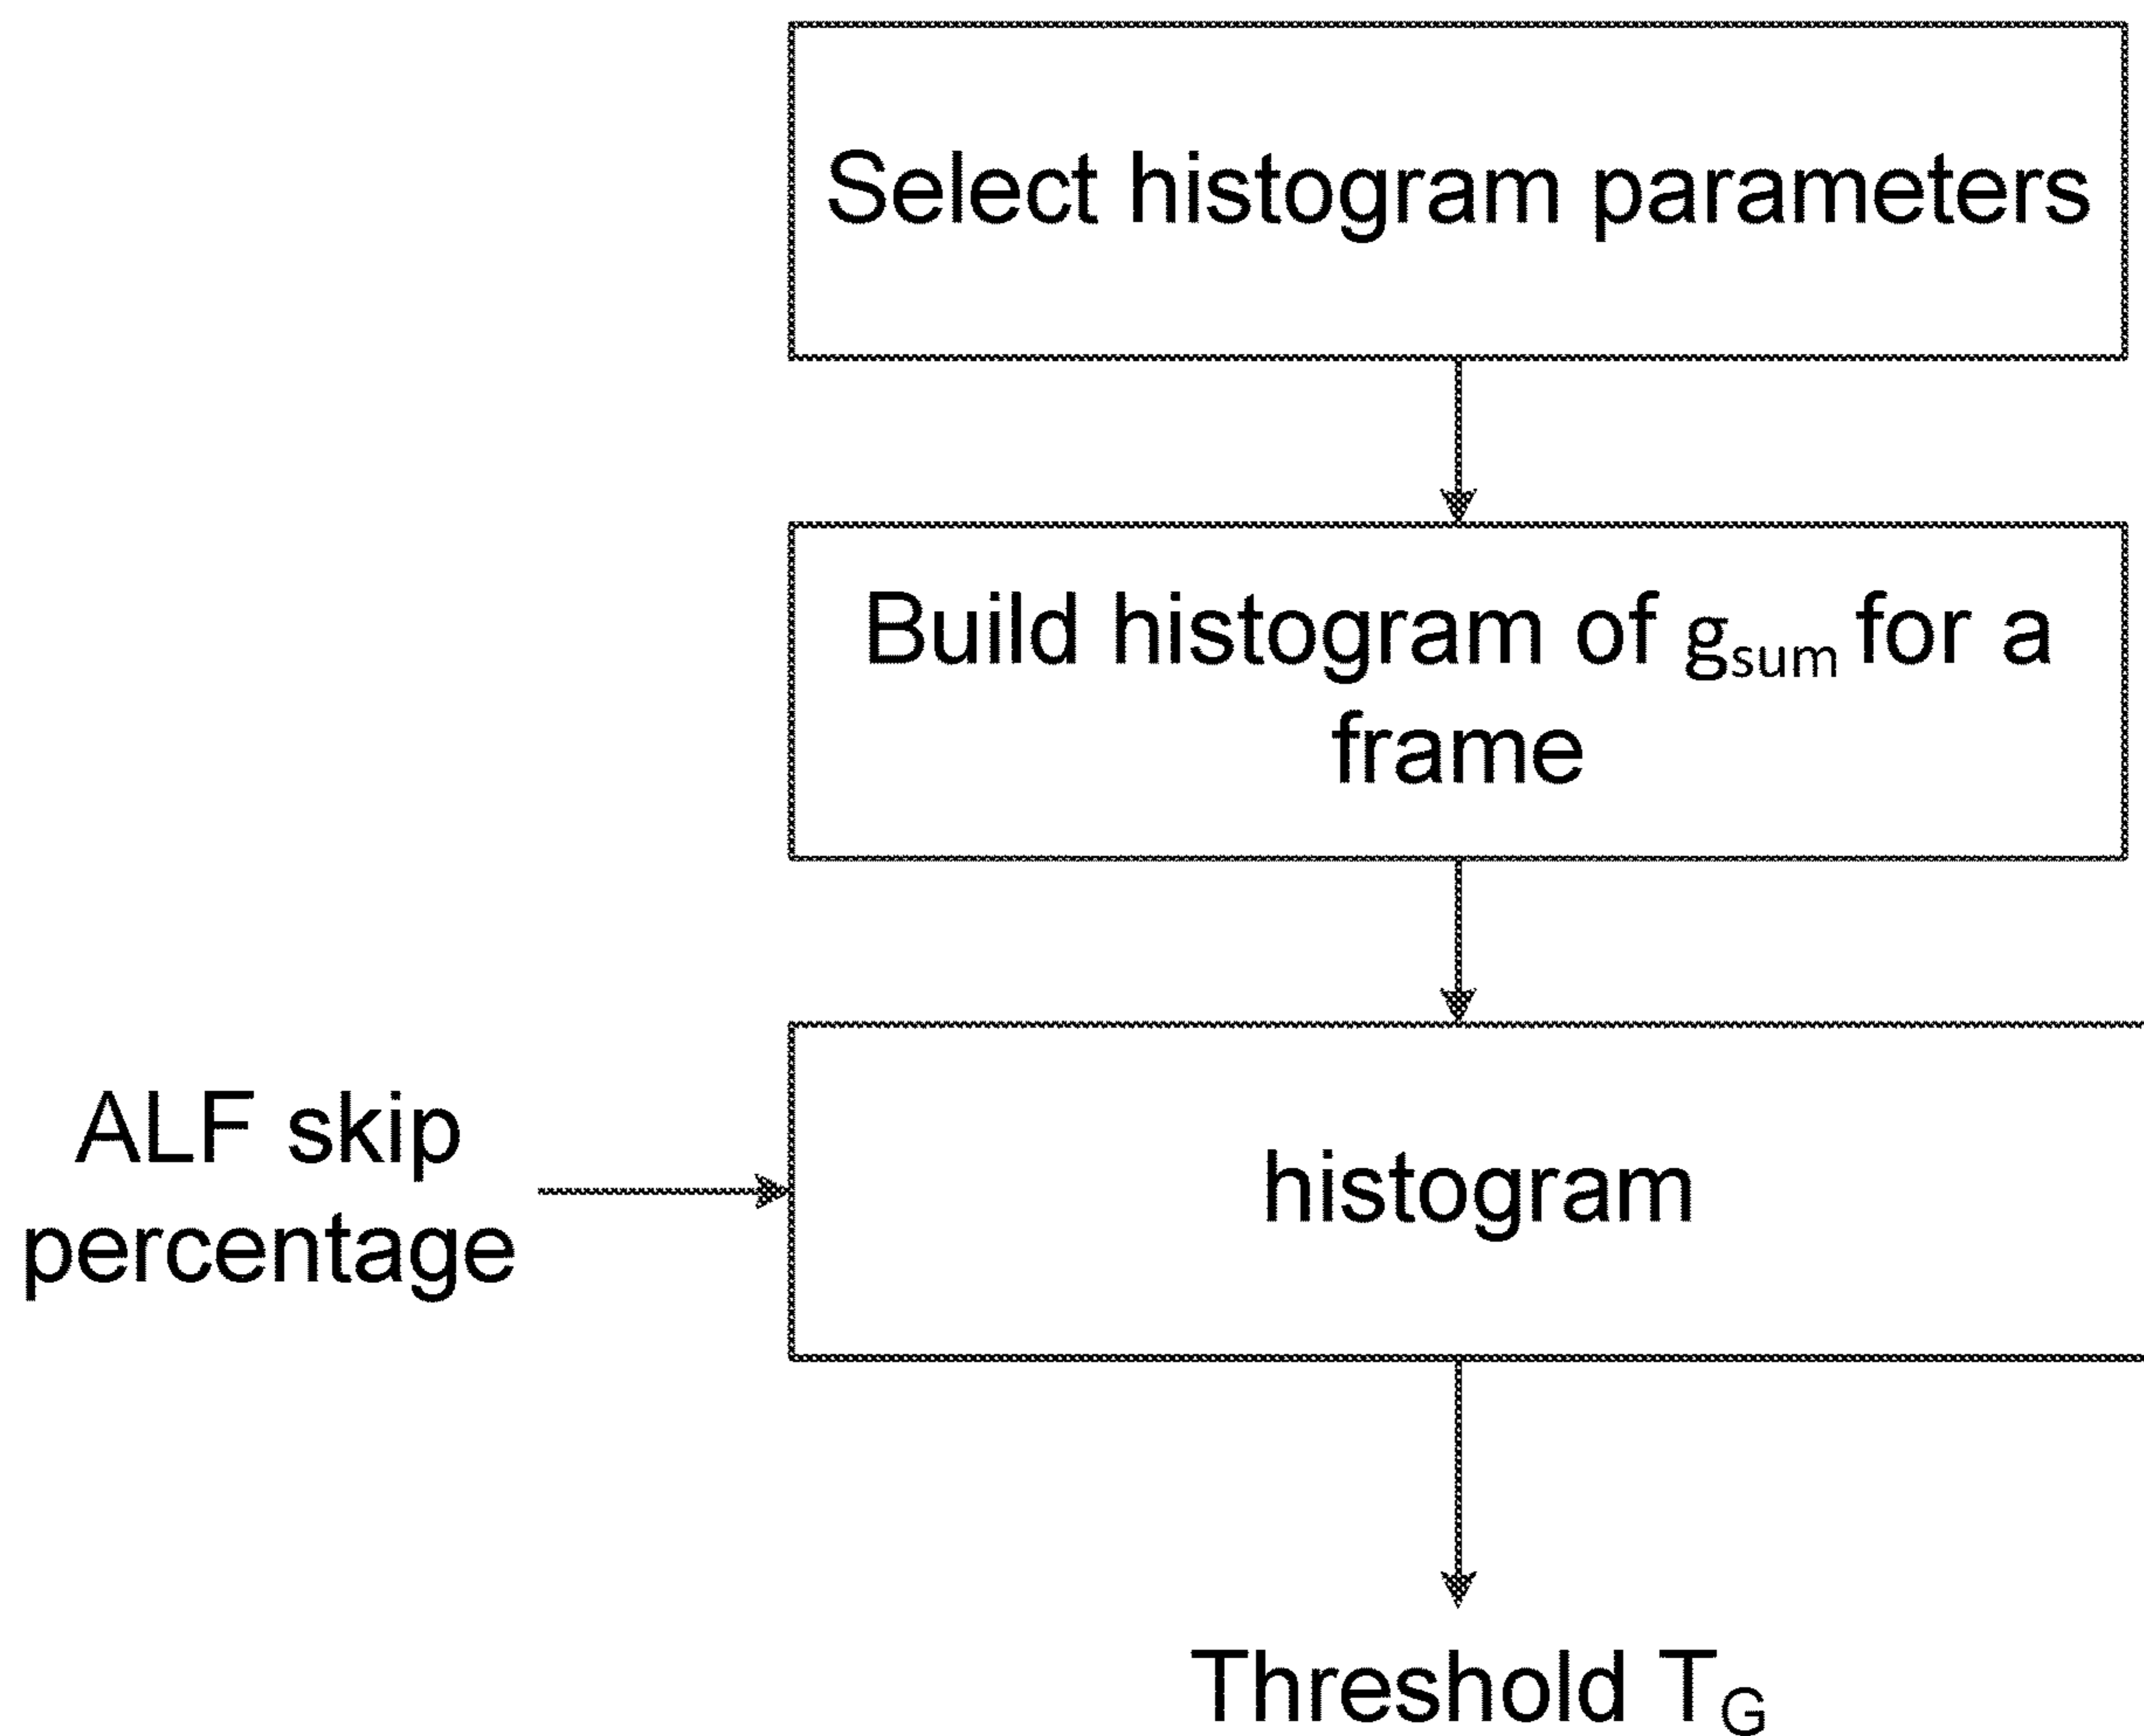 Select histogram parameters
Build histogram of gsum for a
frame
ALF skip
percentage
histogram
Threshold TG